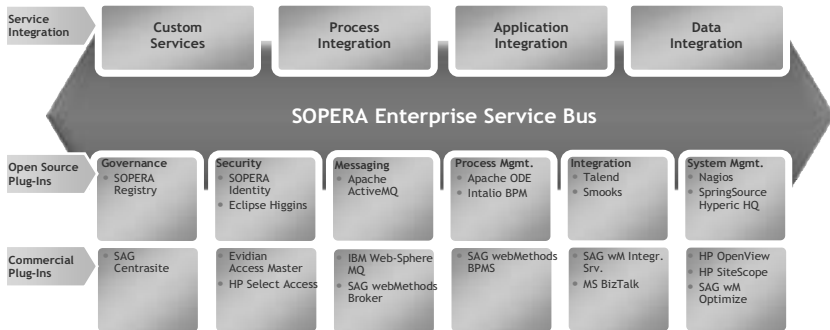 Service
Integration
Custom
Services
Process
Integration
Application
Integration
Data
Integration
SOPERA Enterprise Service Bus
Open Source
Plug-Ins
Governance
• SOPERA
Registry
Security
• SOPERA
Identity
• Eclipse Higgins
Messaging
• Apache
ActiveMQ
Process Mgmt.
• Apache ODE
• Intalio BPM
Integration
• Talend
• Smooks
System Mgmt.
• Nagios
• SpringSource
Hyperic HQ
Commercial
Plug-Ins
• SAG
Centrasite
• Evidian
Access Master
• HP Select Access
• IBM Web-Sphere
MQ
• SAG webMethods
Broker
• SAG webMethods
BPMS
• SAG wM Integr.
Srv.
• MS BizTalk
• HP OpenView
• HP SiteScope
• SAG wM
Optimize